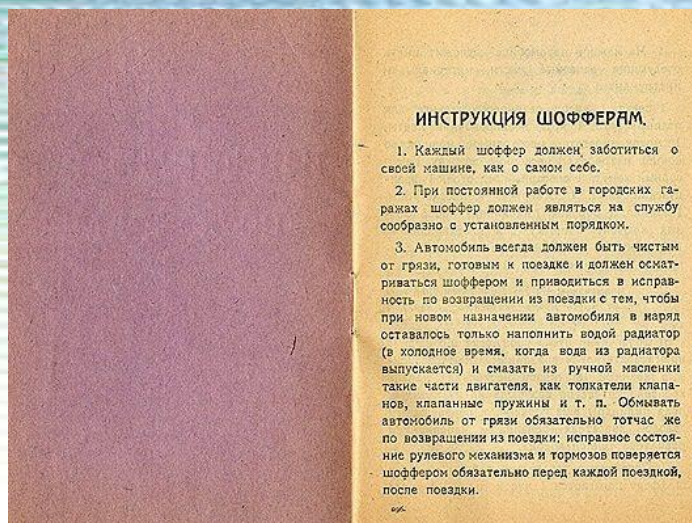 ИНСТРУКЦИЯ ШОФФЕРАМ.
1. Каждый шоффер должен заботиться о
своей машине, как о самом себе.
2. При постоянной работе в городских га-
ражах шоффер должен являться на службу
сообразно с установленным порядком.
3. Автомобиль всегда должен быть чистым
от грязи, готовым к поездке и должен осмат-
риваться шоффером и приводиться в исправ-
ность по возвращении из поездки с тем, чтобы
при новом назначении автомобиля в наряд
оставалось только наполнить водой радиатор
(в холодное время, когда вода из радиатора
выпускается) и смазать из ручной масленки
такие части двигателя, как толкатели клапа-
нов, клапанные пружины и т. п. Обмывать
автомобиль от грязи обязательно тотчас же
по возвращении из поездки; исправное состоя-
ние рулевого механизма и тормозов поверяется
шоффером обязательно перед каждой поездкой,
после поездки.